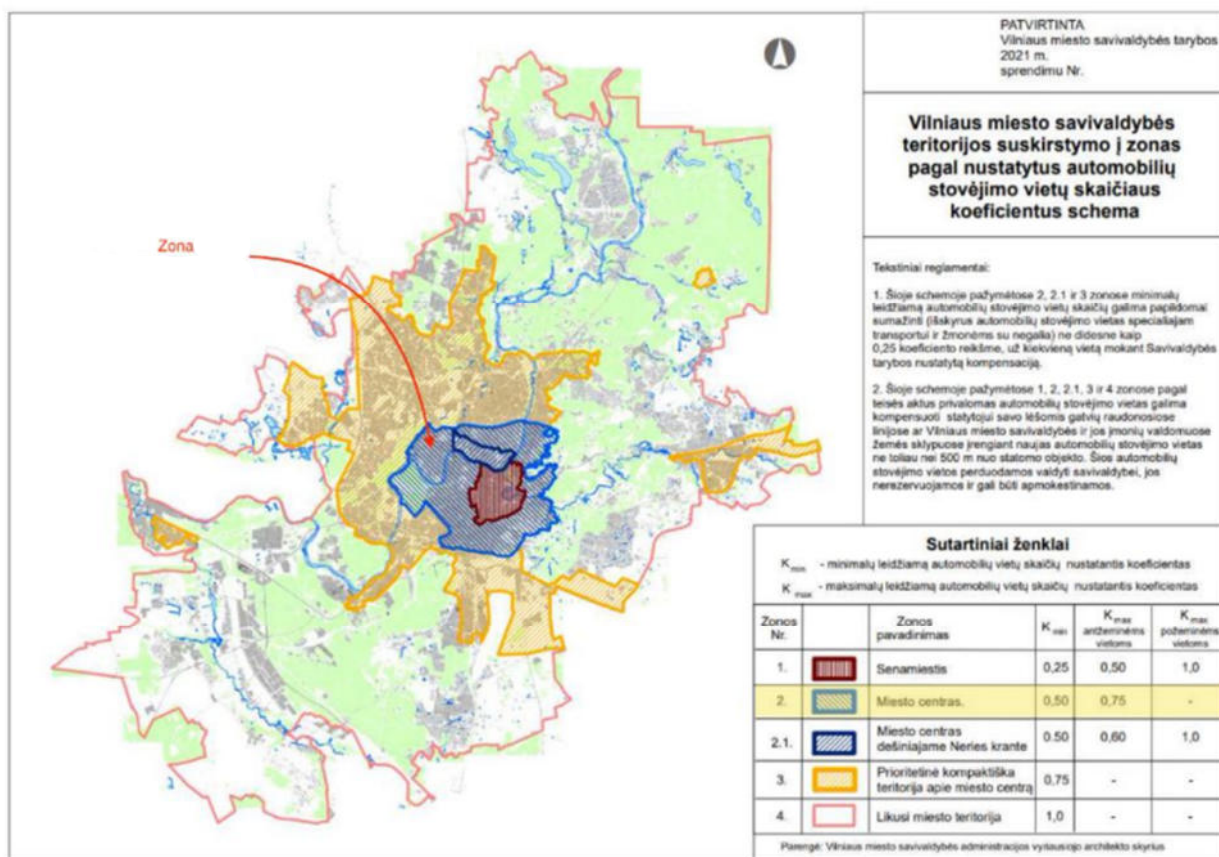 PATVIRTINTA
Vilniaus miesto savivaldybės tarybos
2021 m.
sprendimu Nr.
Vilniaus miesto savivaldybės
teritorijos suskirstymo į zonas
pagal nustatytus automobilių
stovėjimo vietų skaičiaus
koeficientus schema
Zona
Tekstiniai reglamentai:
1. Šioje schemoje pažymėtose 2, 2.1 ir 3 zonose minimalų
leidžiamą automobilių stovėjimo vietų skaičių galima papildomai
sumažinti (išskyrus automobilių stovėjimo vietas specialiajam
transportui ir žmonėms su negalia) ne didesne kaip
0,25 koeficiento reikšme, už kiekvieną vietą mokant Savivaldybės
tarybos nustatytą kompensaciją.
2. Šioje schemoje pažymėtose 1, 2, 2.1, 3 ir 4 zonose pagal
teisės aktus privalomas automobilių stovėjimo vietas galima
kompensuoti statytojui savo lėšomis gatvių raudonosiose
linijose ar Vilniaus miesto savivaldybės ir jos įmonių valdomuose
žemės sklypuose įrengiant naujas automobilių stovėjimo vietas
ne toliau nei 500 m nuo statomo objekto. Šios automobilių
stovėjimo vietos perduodamos valdyti savivaldybei, jos
nerezervuojamos ir gali būti apmokestinamos.
Sutartiniai ženklai
K min - minimalų leidžiamą automobilių vietų skaičių nustatantis koeficientas
K max - maksimalų leidžiamą automobilių vietų skaičių nustatantis koeficientas
Zonos Nr. Zonos pavadinimas K min K max antžeminėms vietoms K max požeminėms vietoms
1. Senamiestis 0,25 0,50 1,0
2. Miesto centras. 0,50 0,75 -
2.1. Miesto centras dešiniajame Neries krante 0.50 0,60 1,0
3. Prioritetinė kompaktiška teritorija apie miesto centrą 0,75 - -
4. Likusi miesto teritorija 1,0 - -
Parengė: Vilniaus miesto savivaldybės administracijos vyriausiojo architekto skyrius